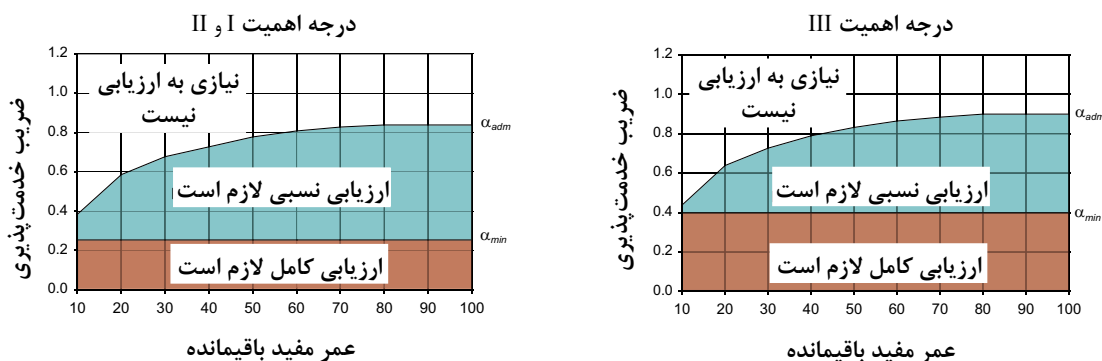 درجه اهمیت I و II
ضریب خدمت‌پذیری
1.2
1.0
0.8
0.6
0.4
0.2
0.0
نیازی به ارزیابی
نیست
ارزیابی نسبی لازم است
ارزیابی کامل لازم است
αadm
αmin
10 20 30 40 50 60 70 80 90 100
عمر مفید باقیمانده
درجه اهمیت III
ضریب خدمت‌پذیری
1.2
1.0
0.8
0.6
0.4
0.2
0.0
نیازی به ارزیابی
نیست
ارزیابی نسبی لازم است
ارزیابی کامل لازم است
αadm
αmin
10 20 30 40 50 60 70 80 90 100
عمر مفید باقیمانده